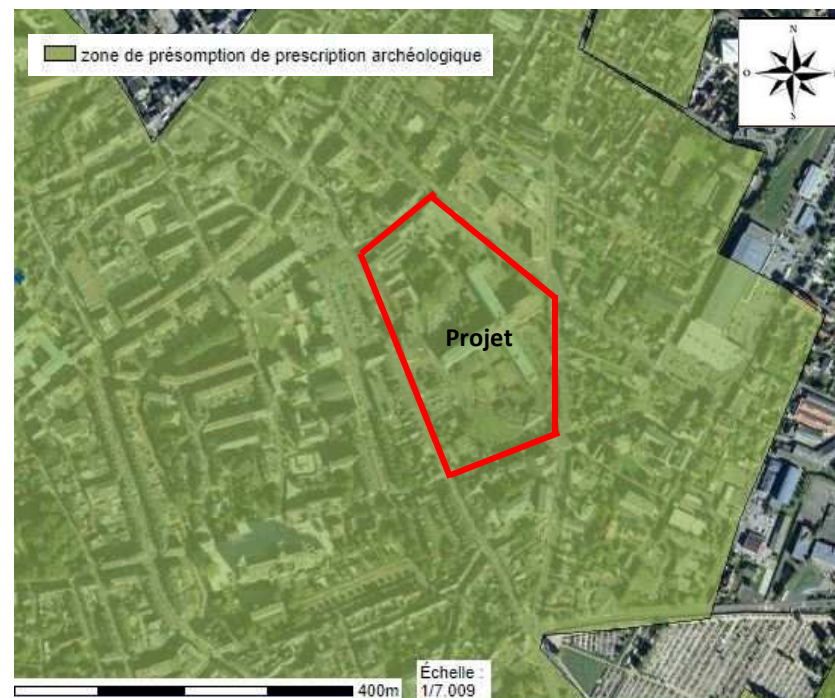 zone de présomption de prescription archéologique
N
O
S
Projet
400m
Échelle :
1/7.009